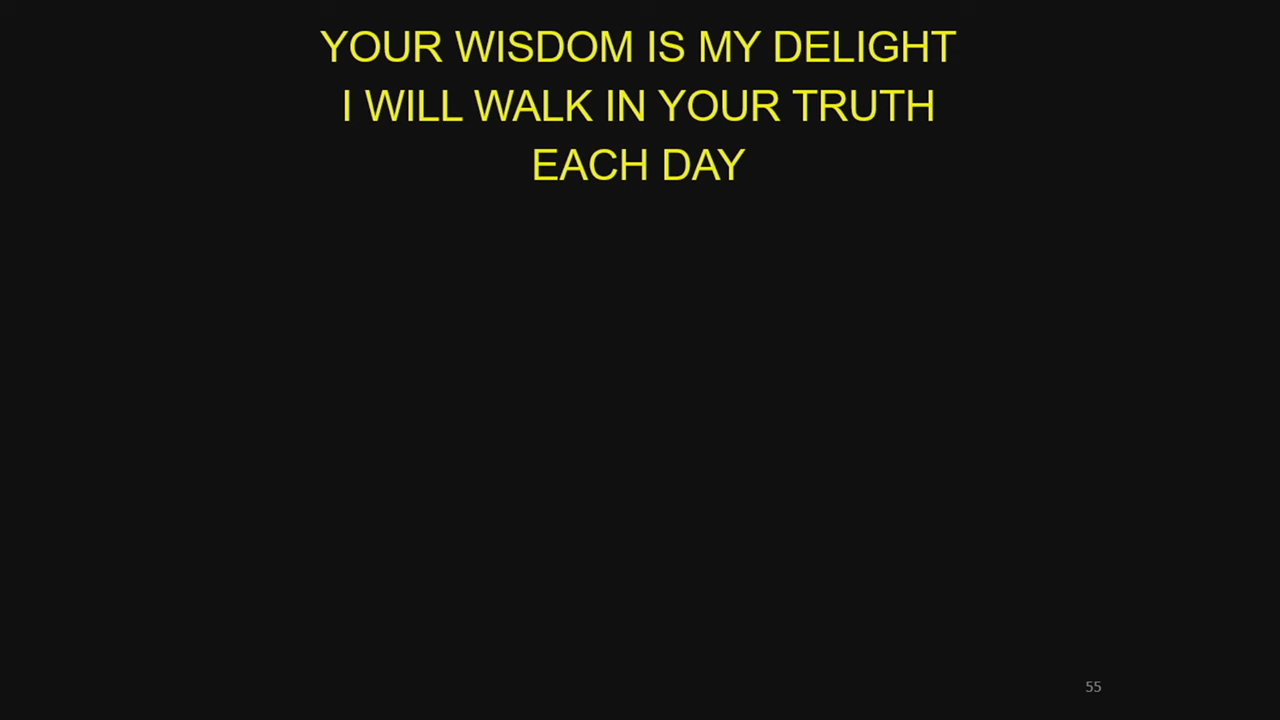 YOUR WISDOM IS MY DELIGHT
I WILL WALK IN YOUR TRUTH
EACH DAY
55